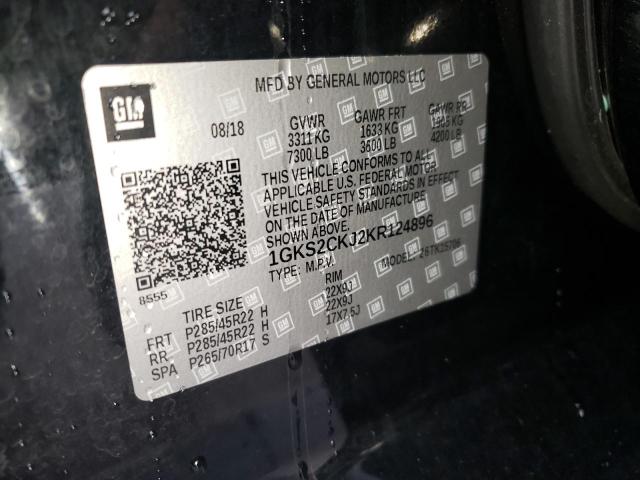 MFD BY GENERAL MOTORS LLC
GM
08/18
GVWR GAWR FRT GAWR RR
3311 KG 1633 KG 1905 KG
7300 LB 3600 LB 4200 LB
THIS VEHICLE CONFORMS TO ALL
APPLICABLE U.S. FEDERAL MOTOR
VEHICLE SAFETY STANDARDS IN EFFECT
ON THE DATE OF MANUFACTURE
SHOWN ABOVE.
1GKS2CKJ2KR124896
TYPE: M.P.V. MODEL: 26TK15706
8555
TIRE SIZE RIM
FRT P285/45R22 H 22X9J
RR P285/45R22 H 22X9J
SPA P265/70R17 S 17X7.5J